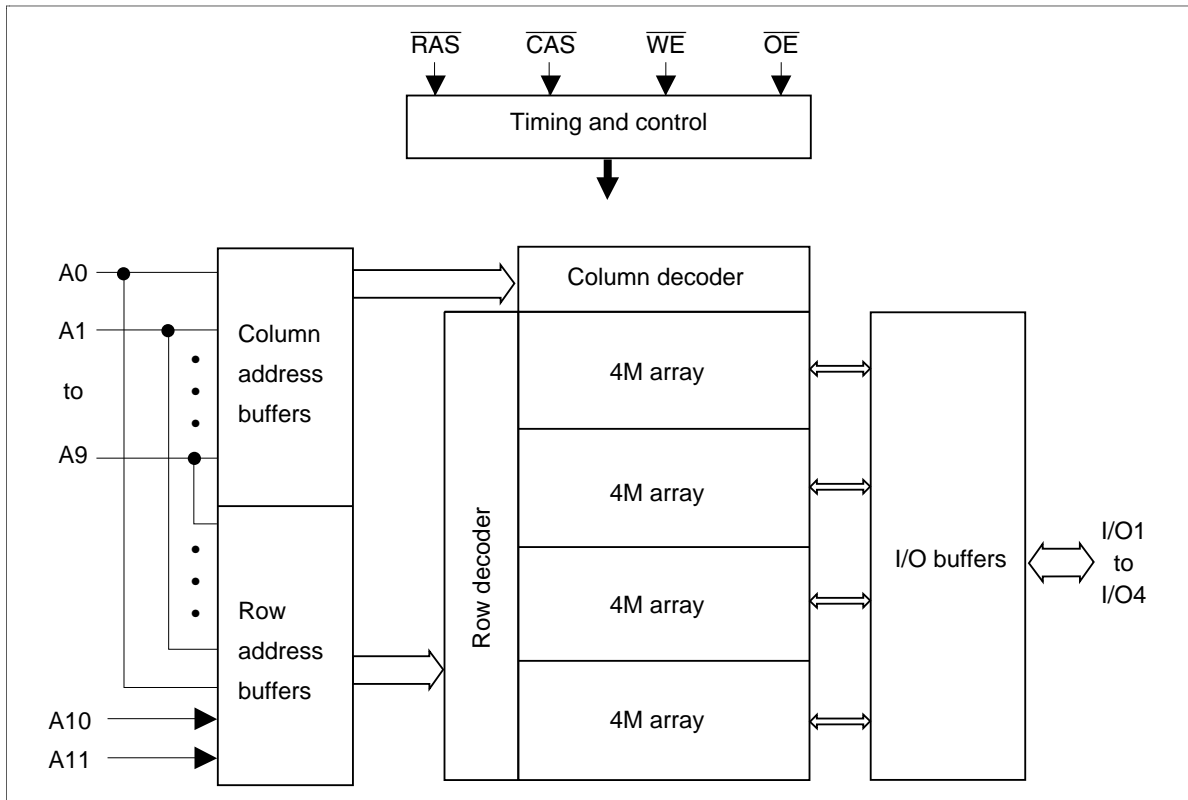 RAS CAS WE OE
Timing and control
A0
A1
to
A9
A10
A11
Column
address
buffers
Row
address
buffers
Column decoder
Row decoder
4M array
4M array
4M array
4M array
I/O buffers
I/O1
to
I/O4